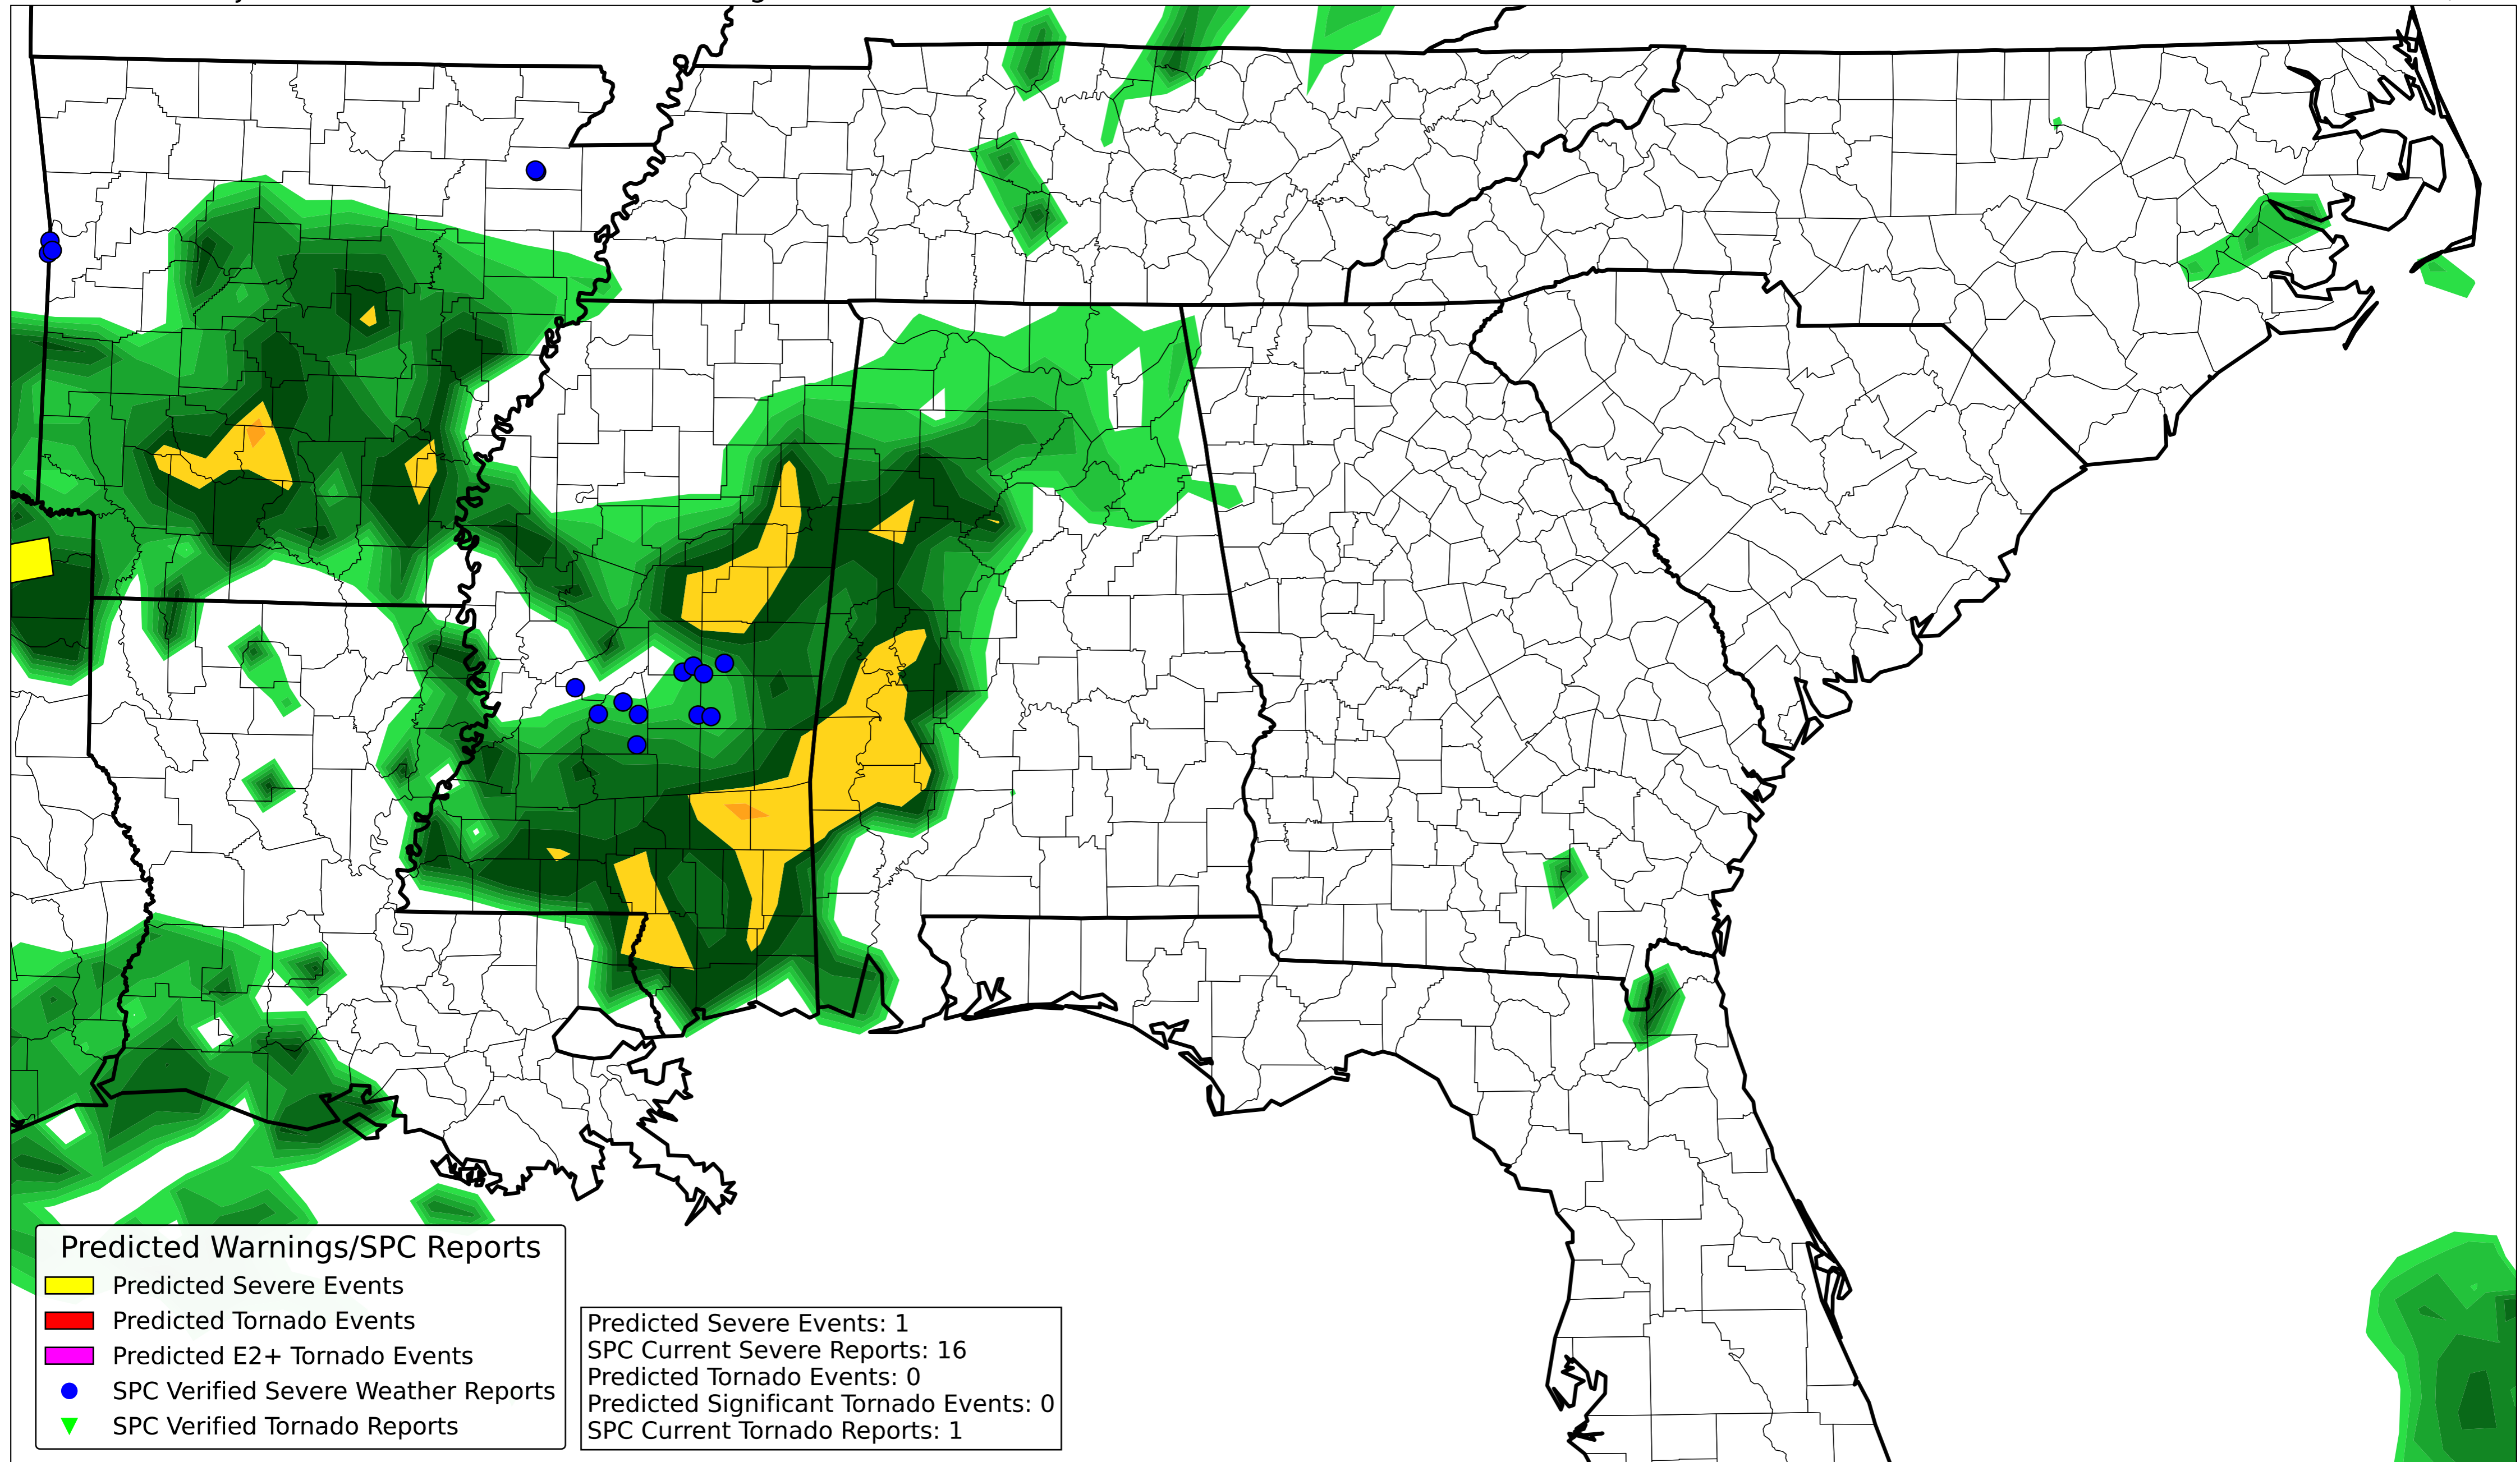 Predicted Warnings/SPC Reports
Predicted Severe Events
Predicted Tornado Events
Predicted E2+ Tornado Events
SPC Verified Severe Weather Reports
SPC Verified Tornado Reports
Predicted Severe Events: 1
SPC Current Severe Reports: 16
Predicted Tornado Events: 0
Predicted Significant Tornado Events: 0
SPC Current Tornado Reports: 1